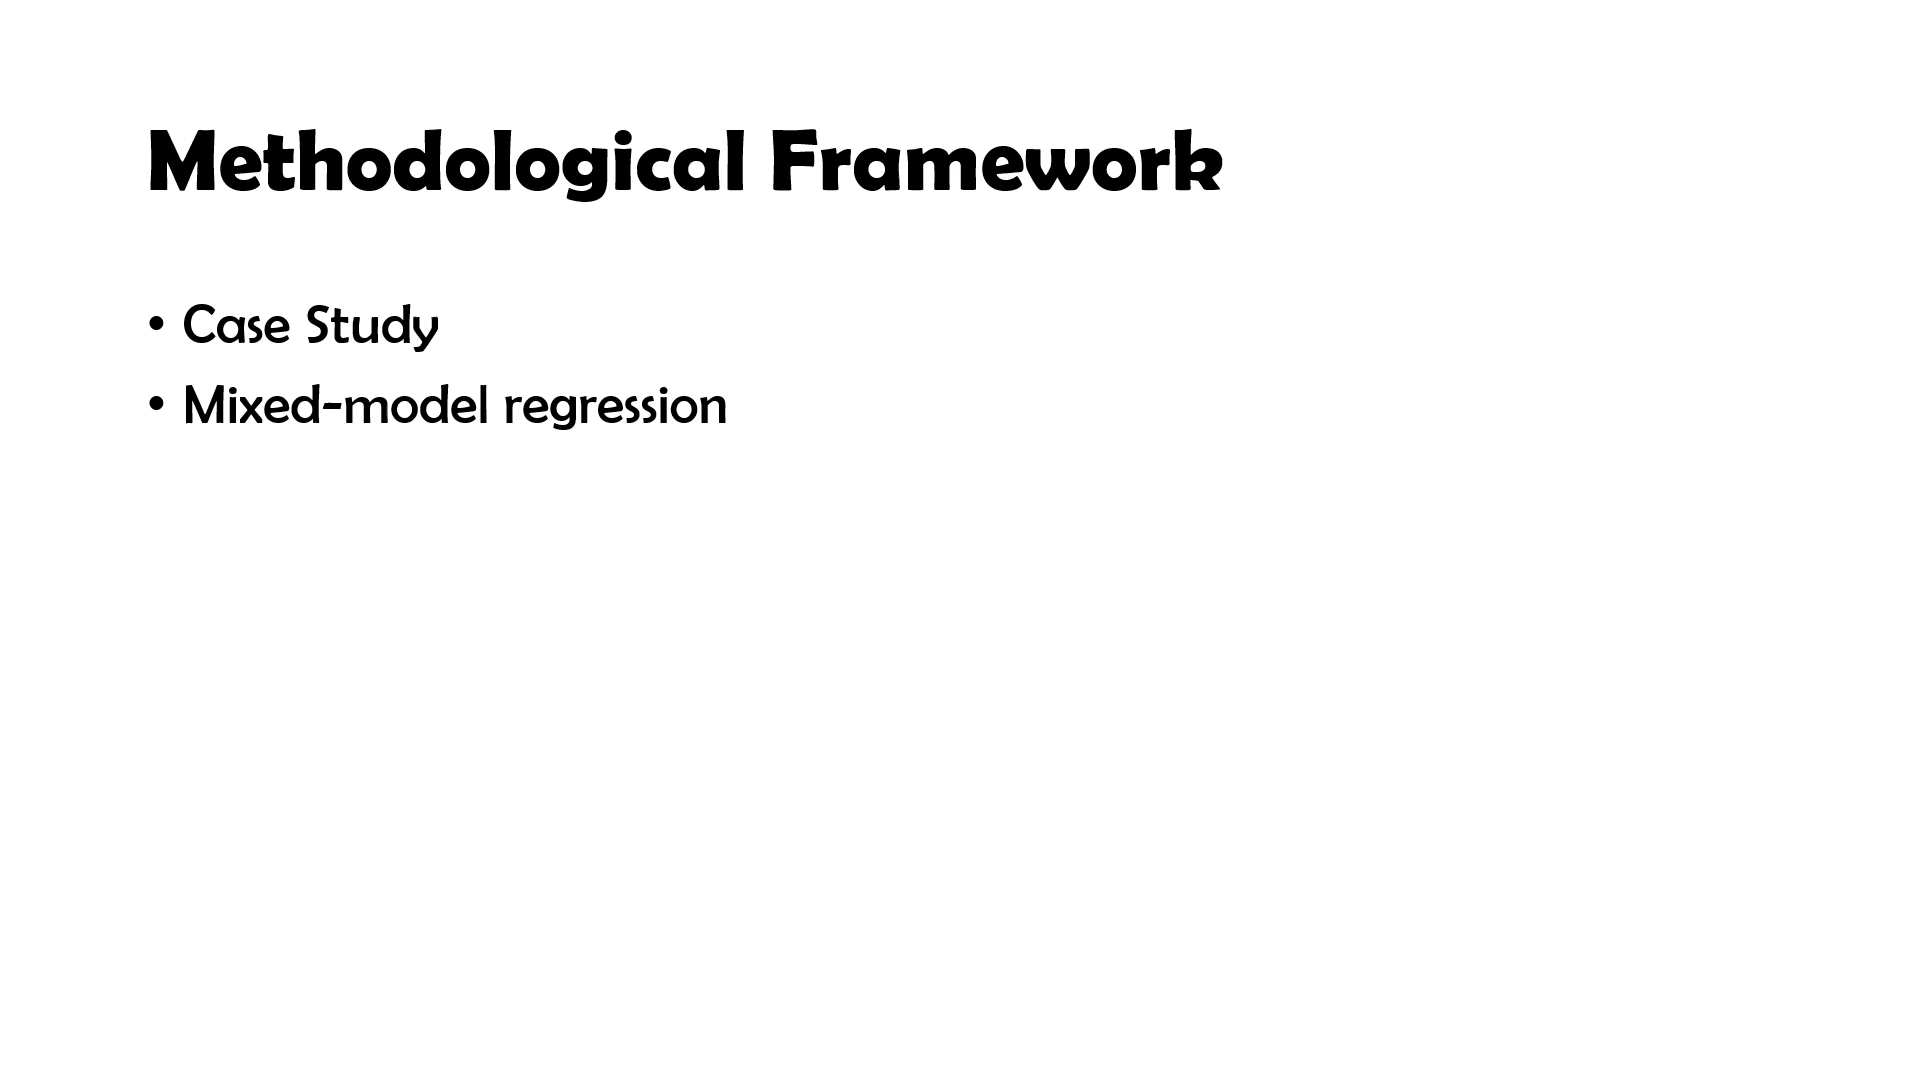 Methodological Framework
• Case Study
• Mixed-model regression